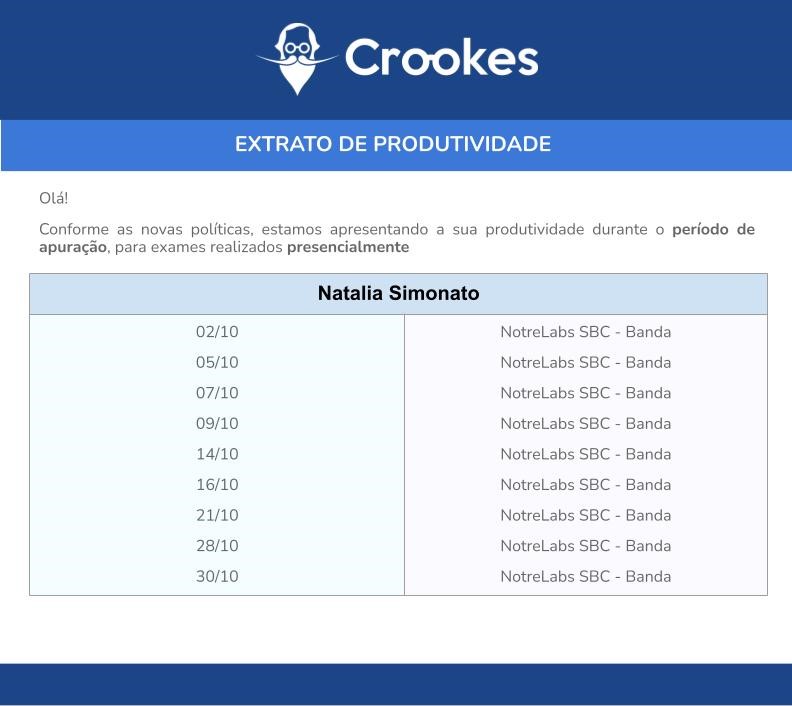 Crookes
EXTRATO DE PRODUTIVIDADE
Olá!
Conforme as novas políticas, estamos apresentando a sua produtividade durante o período de
apuração, para exames realizados presencialmente
Natalia Simonato
02/10 NotreLabs SBC - Banda
05/10 NotreLabs SBC - Banda
07/10 NotreLabs SBC - Banda
09/10 NotreLabs SBC - Banda
14/10 NotreLabs SBC - Banda
16/10 NotreLabs SBC - Banda
21/10 NotreLabs SBC - Banda
28/10 NotreLabs SBC - Banda
30/10 NotreLabs SBC - Banda